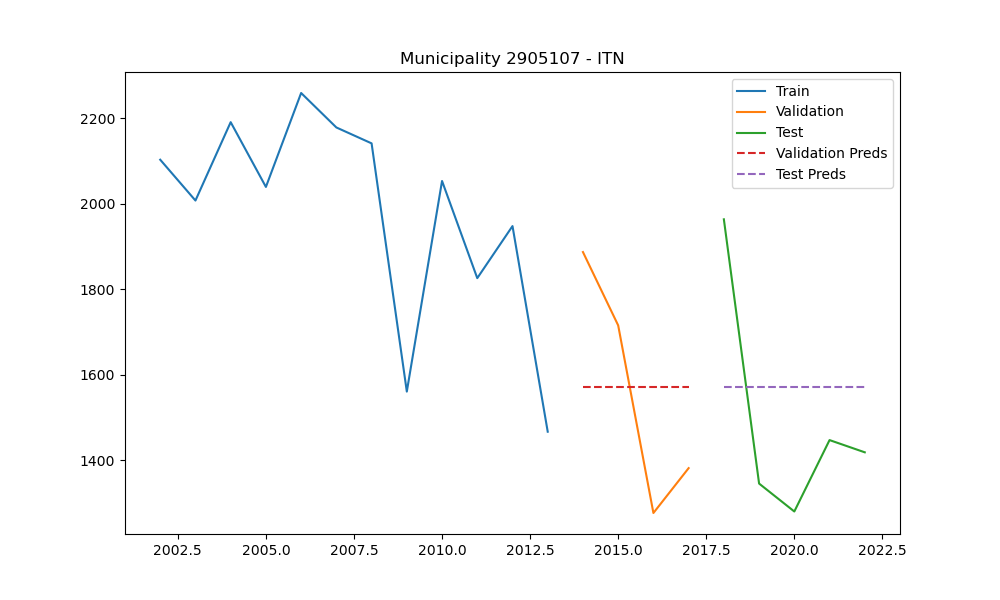 Municipality 2905107 - ITN
Train
Validation
Test
Validation Preds
Test Preds
2200
2000
1800
1600
1400
2002.5 2005.0 2007.5 2010.0 2012.5 2015.0 2017.5 2020.0 2022.5